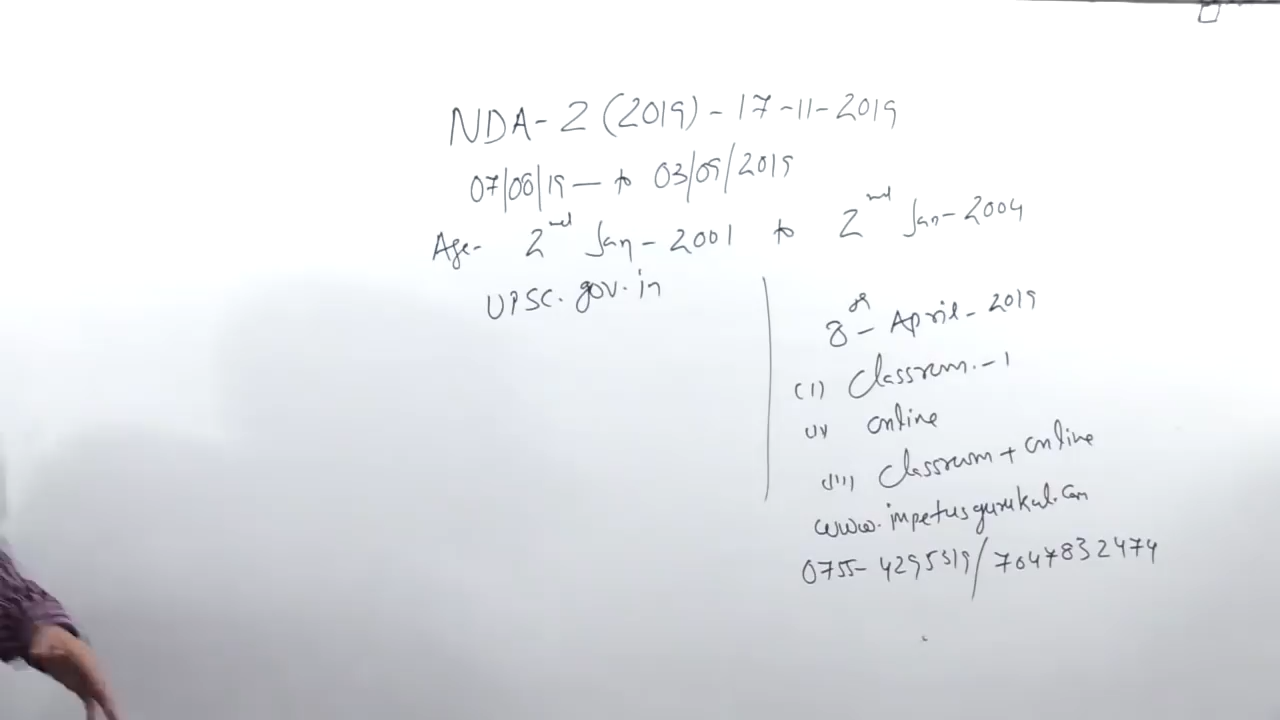 NDA-2 (2019) - 17-11-2019
07/08/19 — to 03/09/2019
Age- 2nd Jan-2001 to 2nd Jan-2004
UPSC.gov.in
8th - April-2019
(I) Classroom.-1
(II) online
(III) Classroom + online
www.impetusgurukul.com
0755-4295319/7047832474